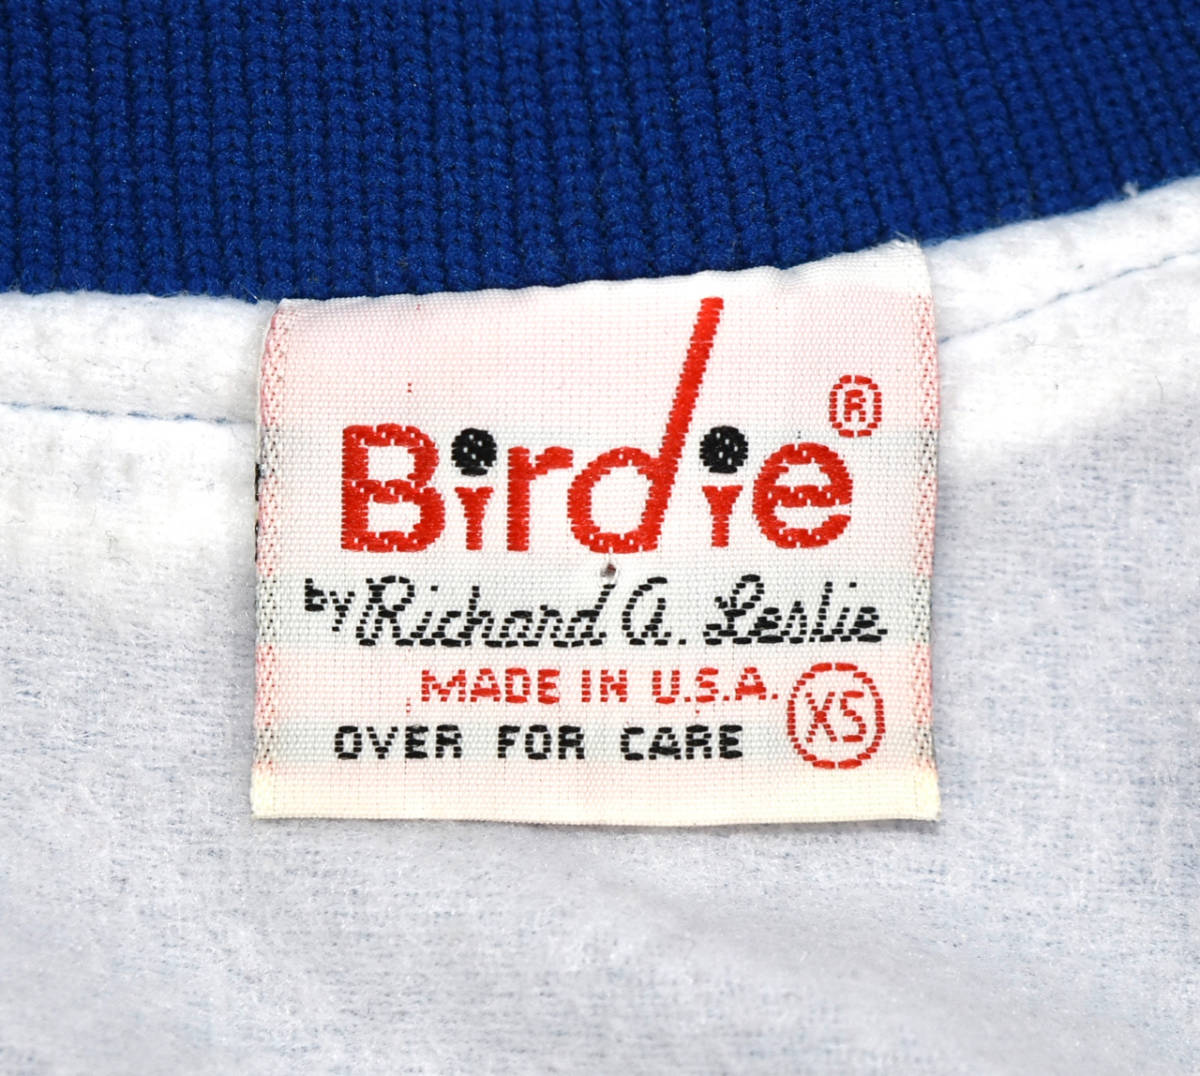 Birdie®
by Richard A. Leslie
MADE IN U.S.A.
XS
OVER FOR CARE